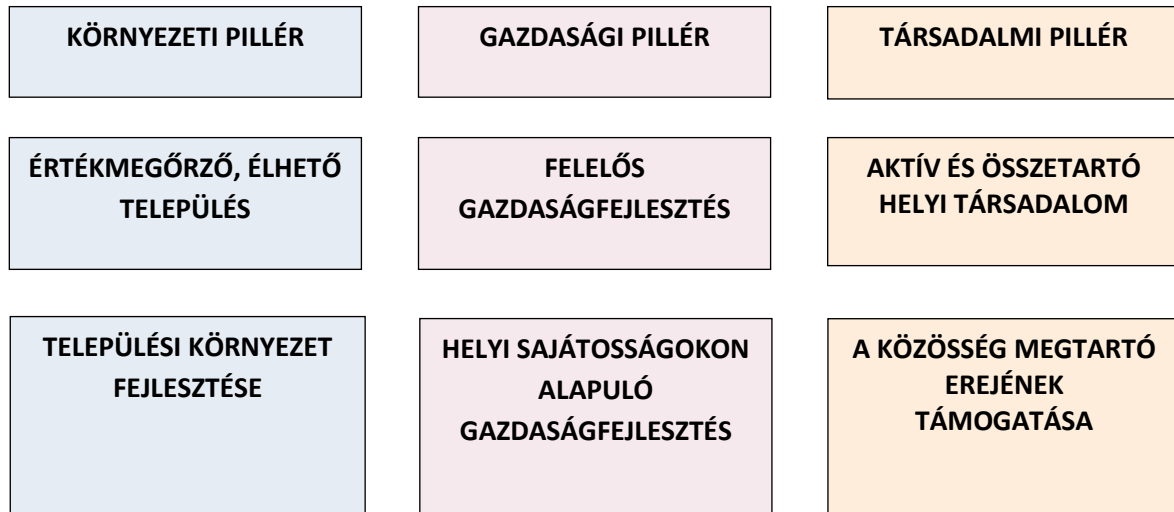 KÖRNYEZETI PILLÉR
GAZDASÁGI PILLÉR
TÁRSADALMI PILLÉR
ÉRTÉKMEGŐRZŐ, ÉLHETŐ
TELEPÜLÉS
FELELŐS
GAZDASÁGFEJLESZTÉS
AKTÍV ÉS ÖSSZETARTÓ
HELYI TÁRSADALOM
TELEPÜLÉSI KÖRNYEZET
FEJLESZTÉSE
HELYI SAJÁTOSSÁGOKON
ALAPULÓ
GAZDASÁGFEJLESZTÉS
A KÖZÖSSÉG MEGTARTÓ
EREJÉNEK
TÁMOGATÁSA